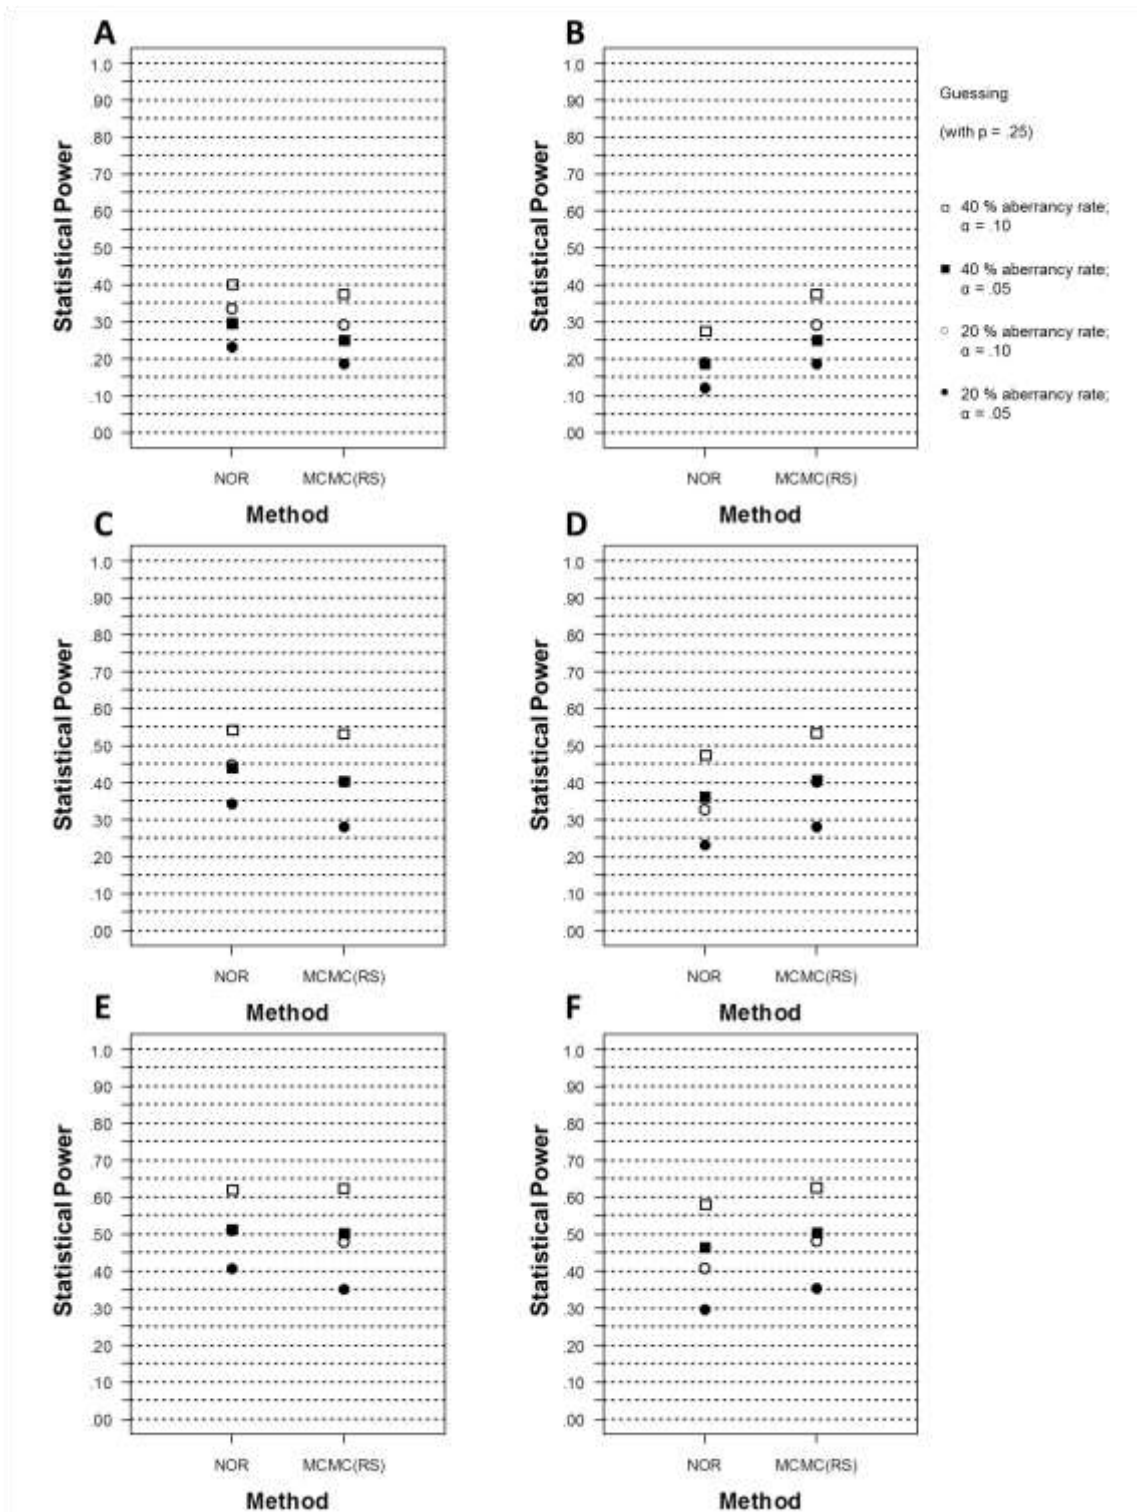 A
B
1.0
.90
.80
.70
.60
.50
.40
.30
.20
.10
.00
Statistical Power
NOR
MCMC(RS)
Method
1.0
.90
.80
.70
.60
.50
.40
.30
.20
.10
.00
Statistical Power
NOR
MCMC(RS)
Method
Guessing
(with p = .25)
40 % aberrancy rate;
α = .10
40 % aberrancy rate;
α = .05
20 % aberrancy rate;
α = .10
20 % aberrancy rate;
α = .05
C
D
1.0
.90
.80
.70
.60
.50
.40
.30
.20
.10
.00
Statistical Power
NOR
MCMC(RS)
Method
1.0
.90
.80
.70
.60
.50
.40
.30
.20
.10
.00
Statistical Power
NOR
MCMC(RS)
Method
E
F
1.0
.90
.80
.70
.60
.50
.40
.30
.20
.10
.00
Statistical Power
NOR
MCMC(RS)
Method
1.0
.90
.80
.70
.60
.50
.40
.30
.20
.10
.00
Statistical Power
NOR
MCMC(RS)
Method